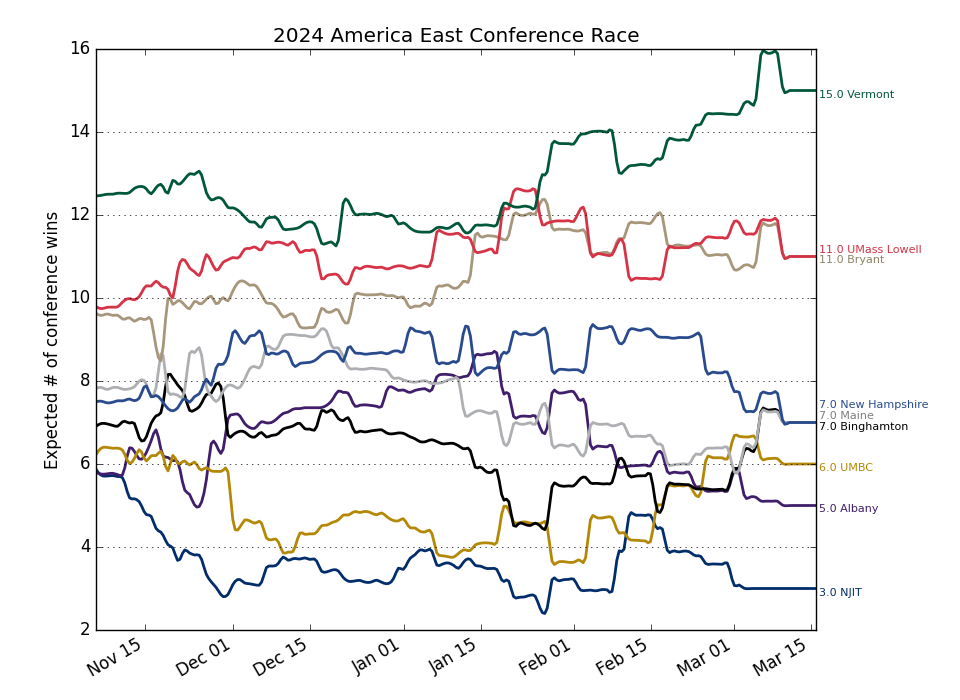 2024 America East Conference Race
Expected # of conference wins
16
14
12
10
8
6
4
2
15.0 Vermont
11.0 UMass Lowell
11.0 Bryant
7.0 New Hampshire
7.0 Maine
7.0 Binghamton
6.0 UMBC
5.0 Albany
3.0 NJIT
Nov 15
Dec 01
Dec 15
Jan 01
Jan 15
Feb 01
Feb 15
Mar 01
Mar 15